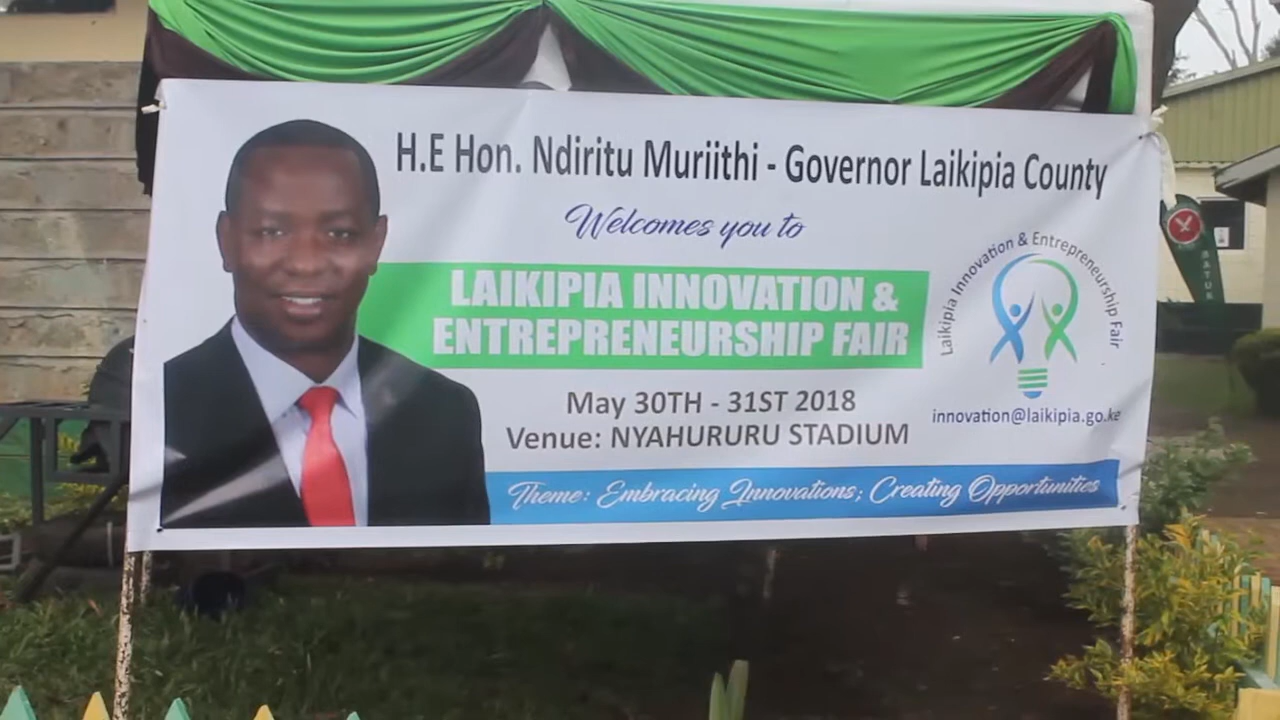 H.E Hon. Ndiritu Muriithi - Governor Laikipia County
Welcomes you to
LAIKIPIA INNOVATION &
ENTREPRENEURSHIP FAIR
May 30TH - 31ST 2018
Venue: NYAHURURU STADIUM
Theme: Embracing Innovations; Creating Opportunities
Laikipia Innovation & Entrepreneurship Fair
innovation@laikipia.go.ke